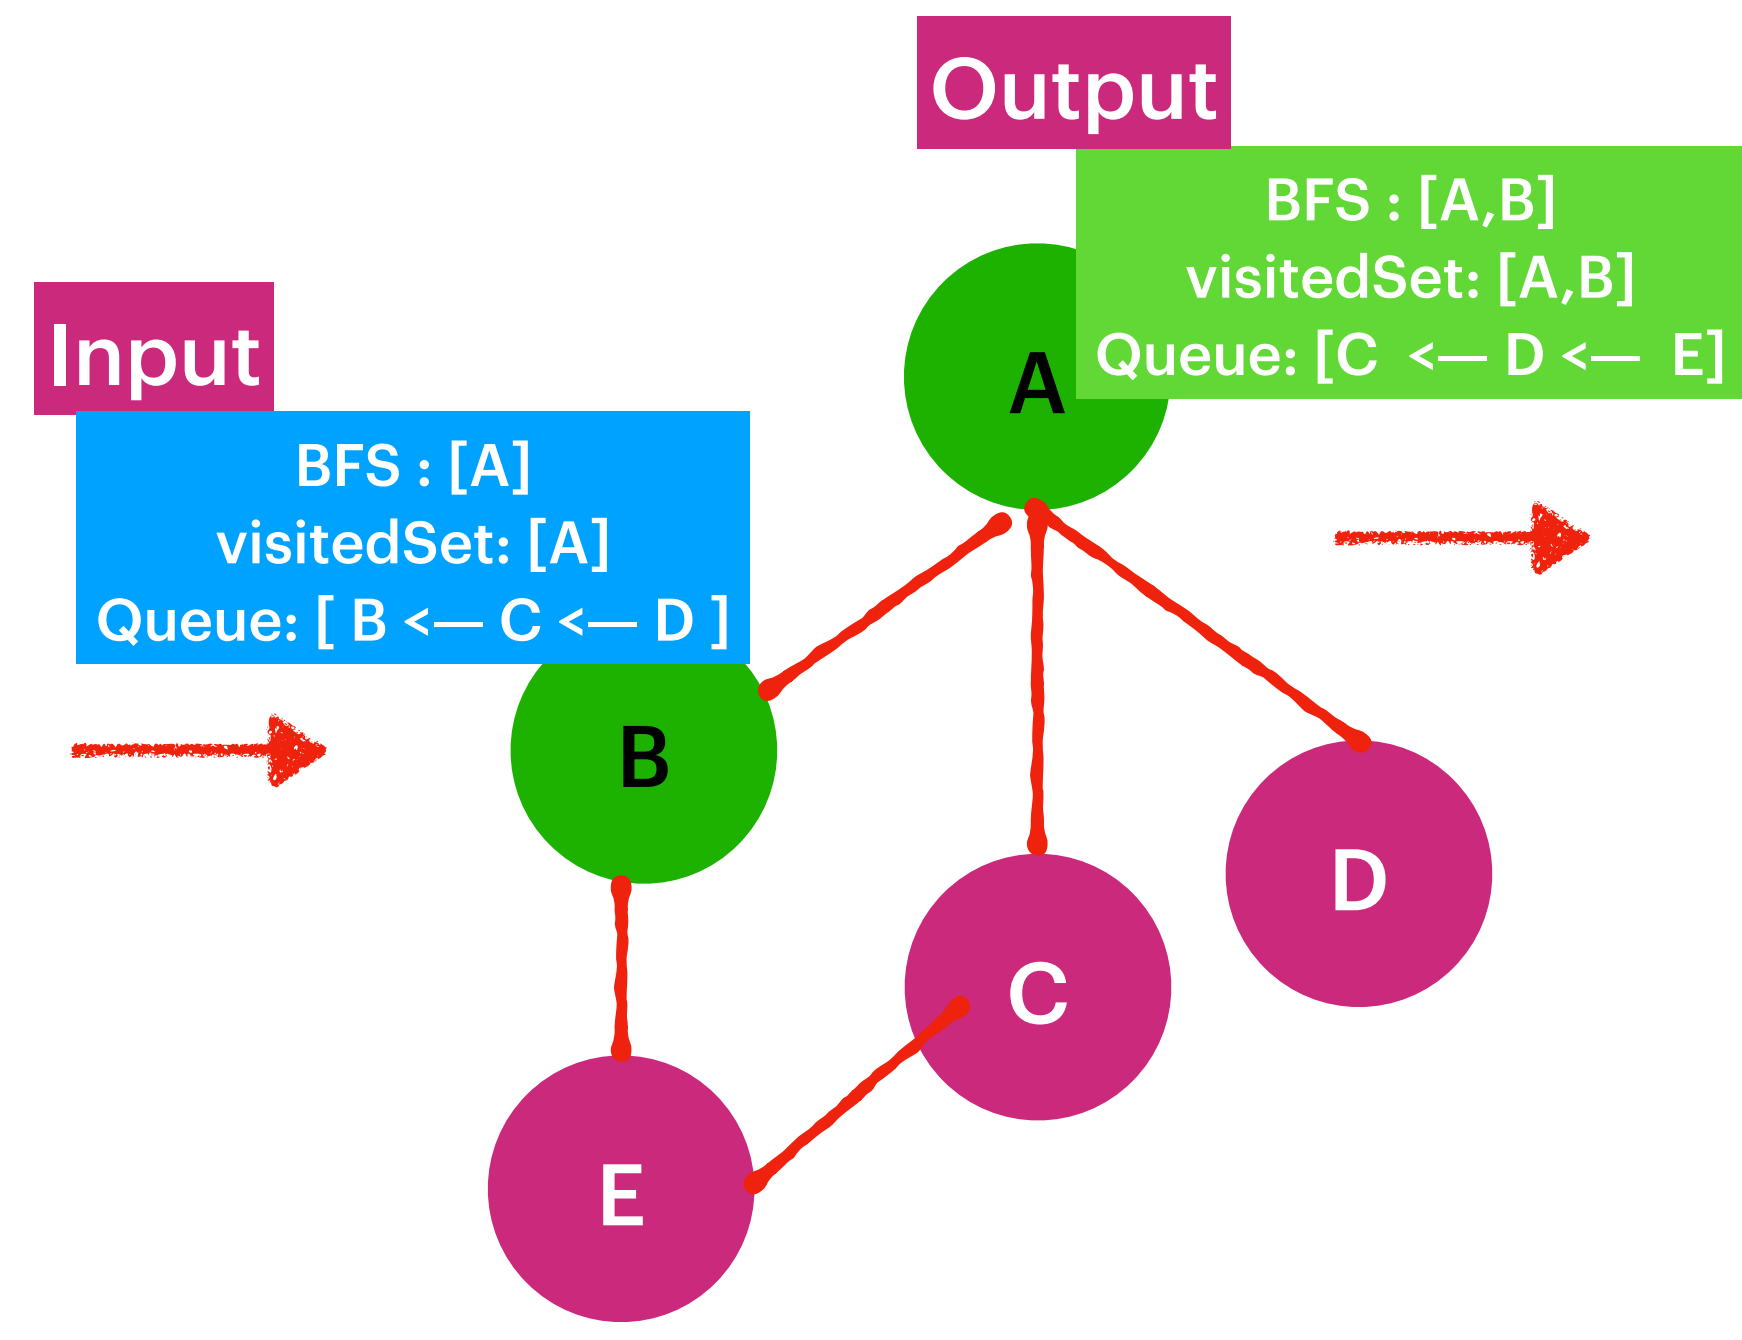 Output
BFS : [A,B]
visitedSet: [A,B]
Queue: [C <— D <— E]
Input
BFS : [A]
visitedSet: [A]
Queue: [ B <— C <— D ]
A
B
D
C
E